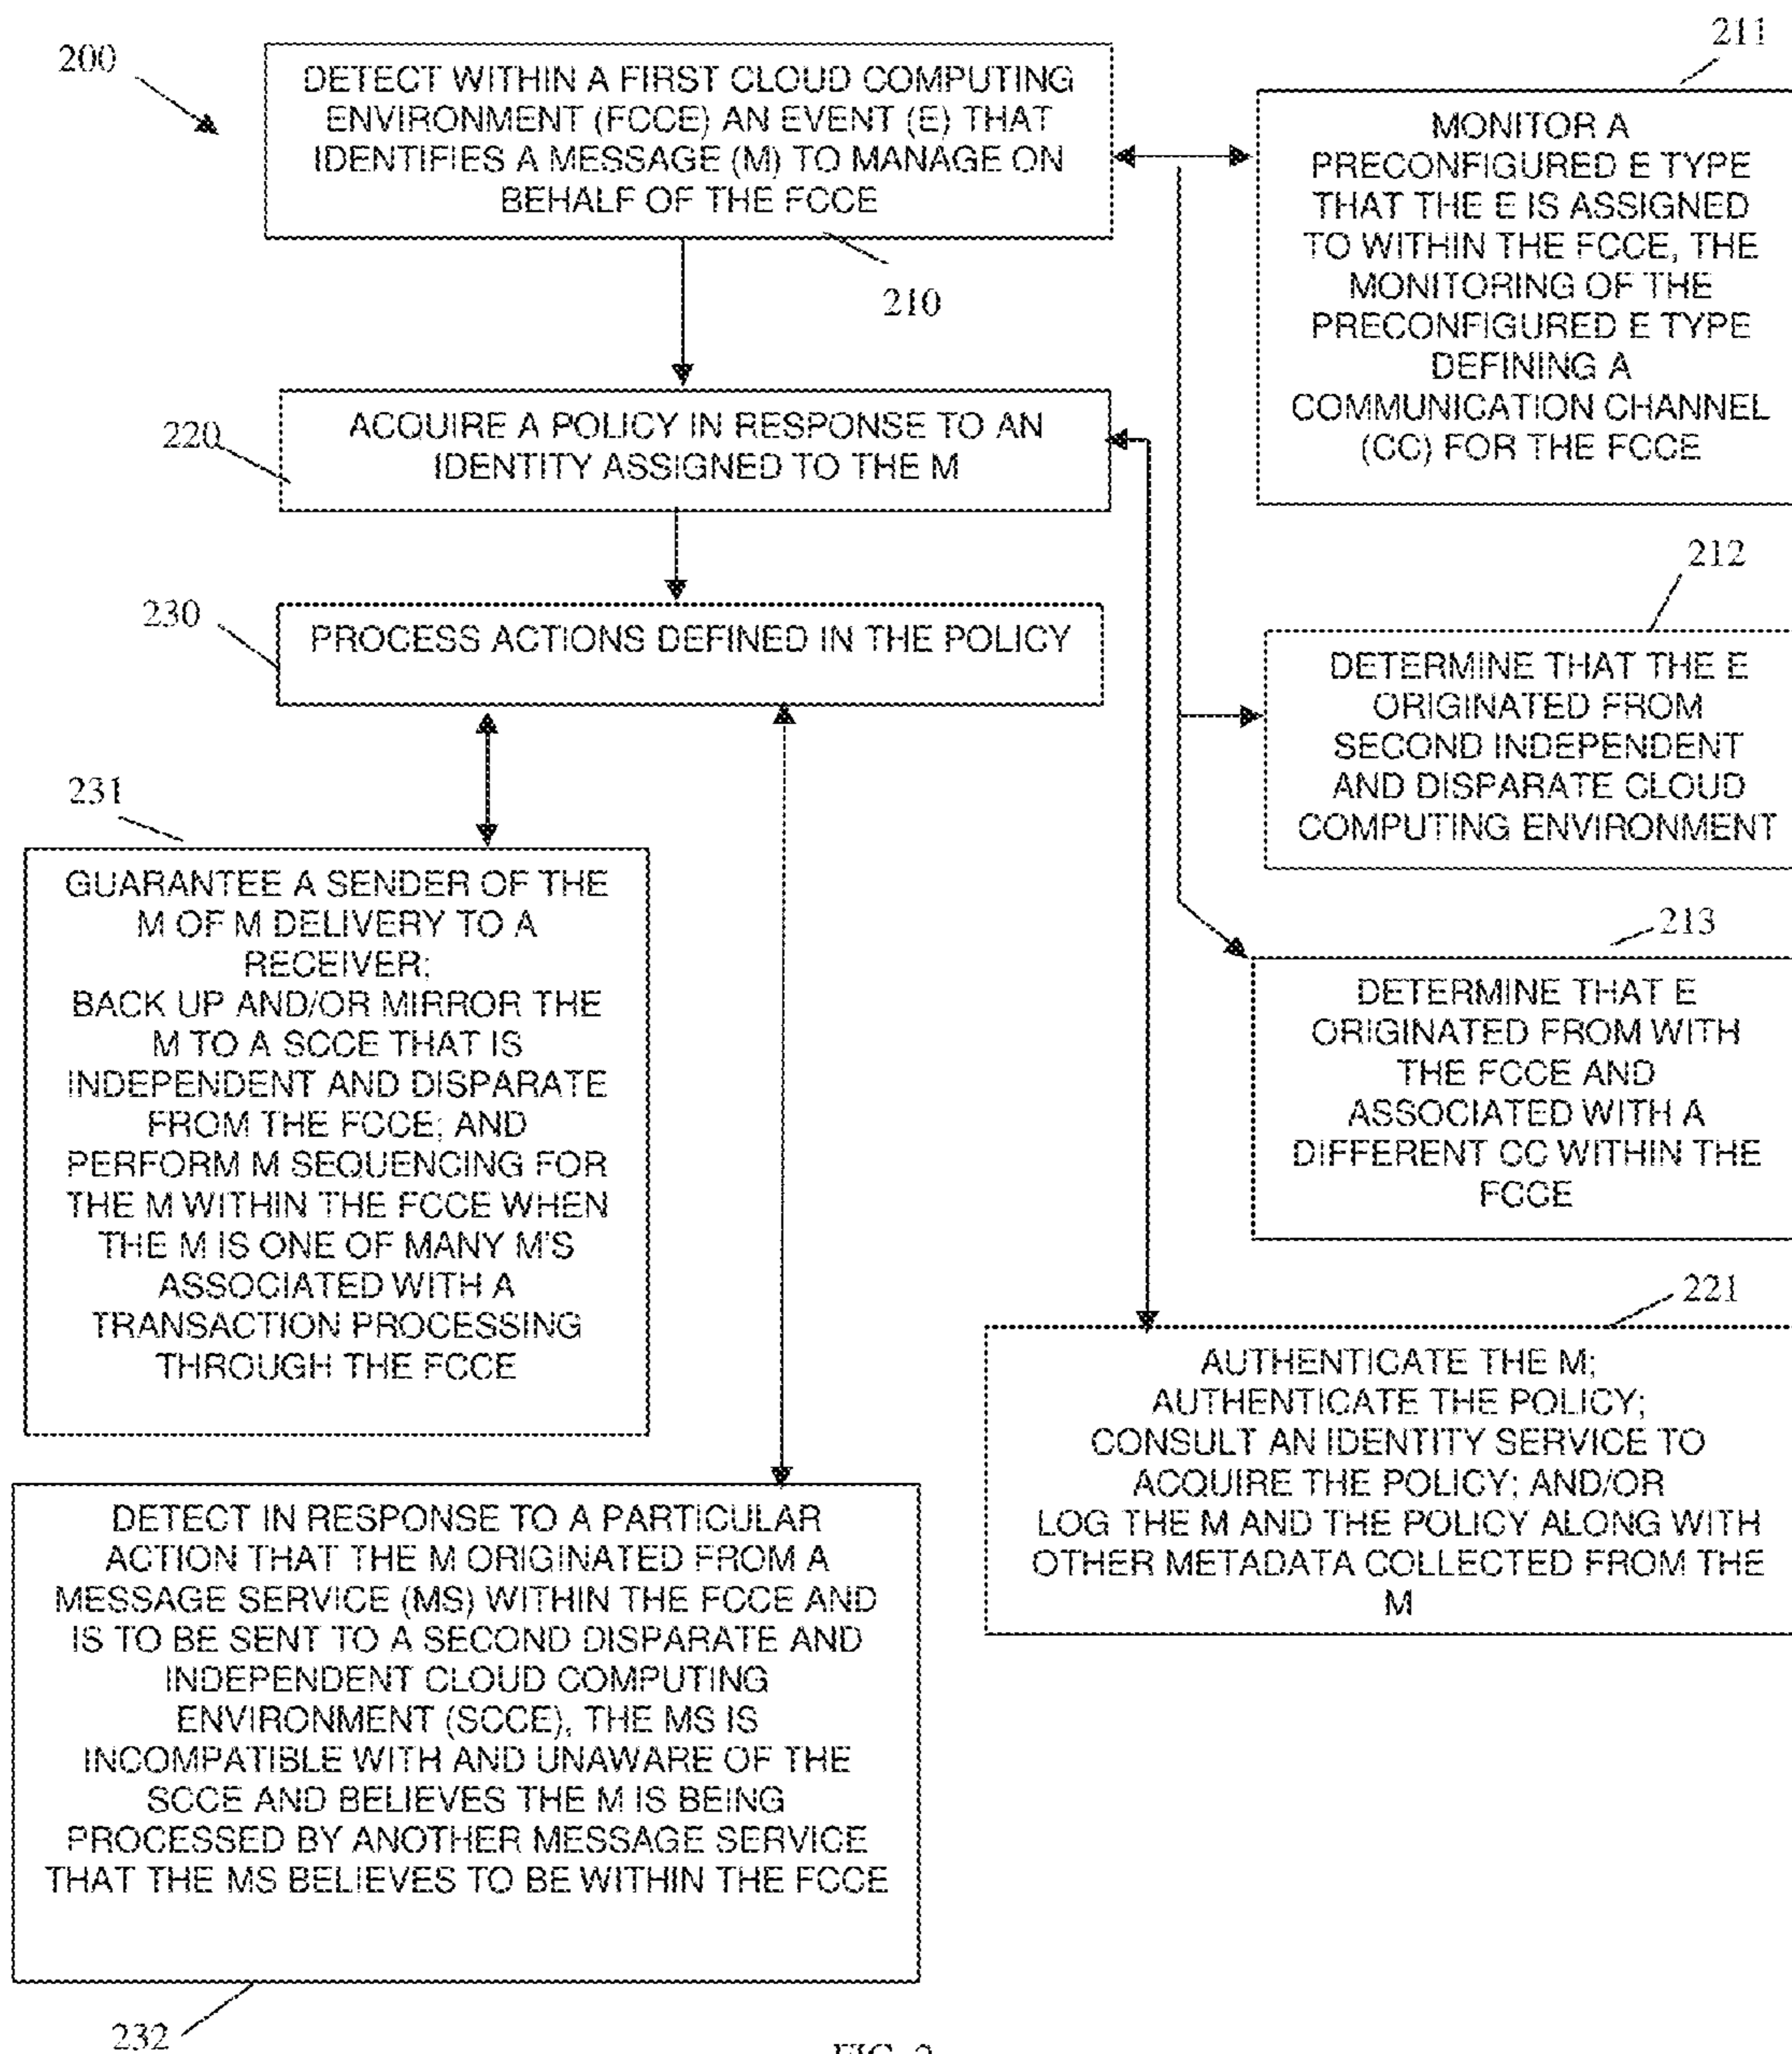 200
DETECT WITHIN A FIRST CLOUD COMPUTING
ENVIRONMENT (FCCE) AN EVENT (E) THAT
IDENTIFIES A MESSAGE (M) TO MANAGE ON
BEHALF OF THE FCCE
210
211
MONITOR A
PRECONFIGURED E TYPE
THAT THE E IS ASSIGNED
TO WITHIN THE FCCE, THE
MONITORING OF THE
PRECONFIGURED E TYPE
DEFINING A
COMMUNICATION CHANNEL
(CC) FOR THE FCCE
220
ACQUIRE A POLICY IN RESPONSE TO AN
IDENTITY ASSIGNED TO THE M
212
DETERMINE THAT THE E
ORIGINATED FROM
SECOND INDEPENDENT
AND DISPARATE CLOUD
COMPUTING ENVIRONMENT
230
PROCESS ACTIONS DEFINED IN THE POLICY
213
DETERMINE THAT E
ORIGINATED FROM WITH
THE FCCE AND
ASSOCIATED WITH A
DIFFERENT CC WITHIN THE
FCCE
231
GUARANTEE A SENDER OF THE
M OF M DELIVERY TO A
RECEIVER;
BACK UP AND/OR MIRROR THE
M TO A SCCE THAT IS
INDEPENDENT AND DISPARATE
FROM THE FCCE; AND
PERFORM M SEQUENCING FOR
THE M WITHIN THE FCCE WHEN
THE M IS ONE OF MANY M'S
ASSOCIATED WITH A
TRANSACTION PROCESSING
THROUGH THE FCCE
221
AUTHENTICATE THE M;
AUTHENTICATE THE POLICY;
CONSULT AN IDENTITY SERVICE TO
ACQUIRE THE POLICY; AND/OR
LOG THE M AND THE POLICY ALONG WITH
OTHER METADATA COLLECTED FROM THE
M
DETECT IN RESPONSE TO A PARTICULAR
ACTION THAT THE M ORIGINATED FROM A
MESSAGE SERVICE (MS) WITHIN THE FCCE AND
IS TO BE SENT TO A SECOND DISPARATE AND
INDEPENDENT CLOUD COMPUTING
ENVIRONMENT (SCCE), THE MS IS
INCOMPATIBLE WITH AND UNAWARE OF THE
SCCE AND BELIEVES THE M IS BEING
PROCESSED BY ANOTHER MESSAGE SERVICE
THAT THE MS BELIEVES TO BE WITHIN THE FCCE
232
FIG. 2